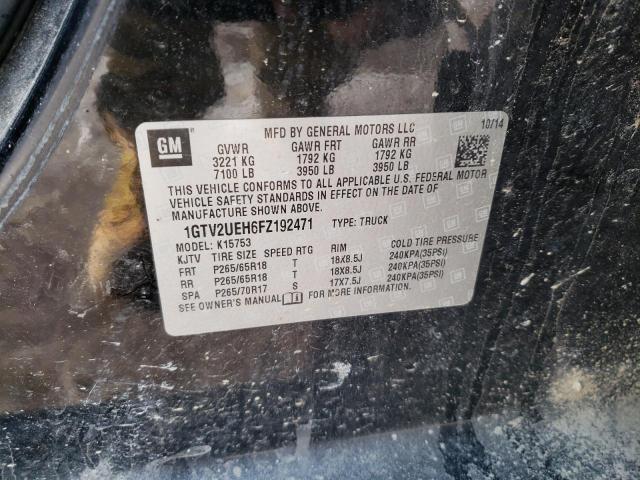 GM
MFD BY GENERAL MOTORS LLC
10/14
GVWR GAWR FRT GAWR RR
3221 KG 1792 KG 1792 KG
7100 LB 3950 LB 3950 LB
THIS VEHICLE CONFORMS TO ALL APPLICABLE U.S. FEDERAL MOTOR
VEHICLE SAFETY STANDARDS IN EFFECT ON THE DATE OF
MANUFACTURE SHOWN ABOVE.
1GTV2UEH6FZ192471 TYPE: TRUCK
MODEL: K15753
KJTV TIRE SIZE SPEED RTG RIM COLD TIRE PRESSURE
FRT P265/65R18 T 18X8.5J 240KPA(35PSI)
RR P265/65R18 T 18X8.5J 240KPA(35PSI)
SPA P265/70R17 S 17X7.5J 240KPA(35PSI)
SEE OWNER'S MANUAL FOR MORE INFORMATION.